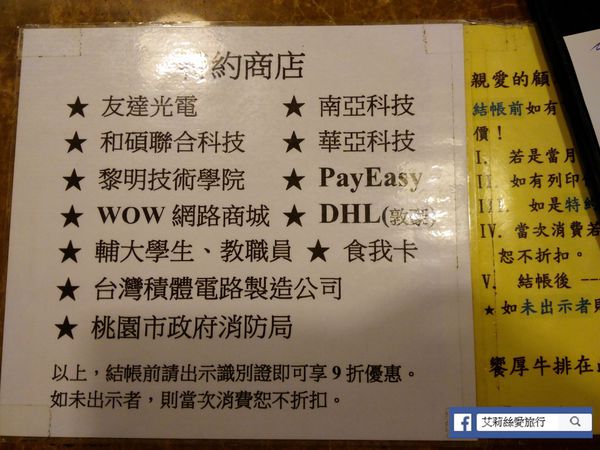 約商店
★ 友達光電 ★ 南亞科技
★ 和碩聯合科技 ★ 華亞科技
★ 黎明技術學院 ★ PayEasy
★ WOW 網路商城 ★ DHL(敦豪)
★ 輔大學生、教職員 ★ 食我卡
★ 台灣積體電路製造公司
★ 桃園市政府消防局
以上，結帳前請出示識別證即可享 9 折優惠。
如未出示者，則當次消費恕不折扣。
親愛的顧
結帳前如有
價！
I. 若是當月
II. 如有列印
III. 如是特
IV. 當次消費若
恕不折扣。
V. 結帳後 ---
★如未出示者則
饗厚牛排在此
艾莉絲愛旅行